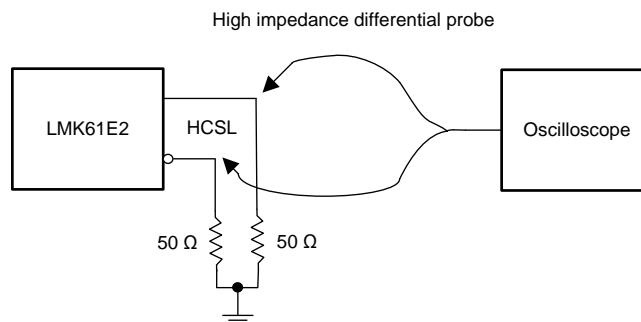 High impedance differential probe
LMK61E2
HCSL
Oscilloscope
50 Ω
50 Ω